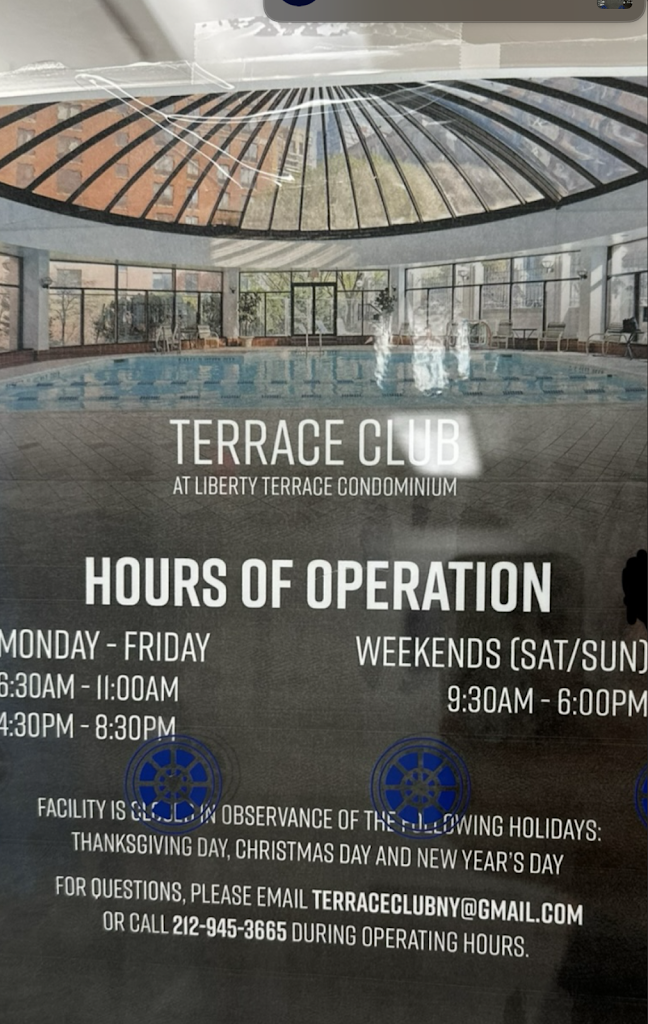 TERRACE CLUB
AT LIBERTY TERRACE CONDOMINIUM
HOURS OF OPERATION
MONDAY - FRIDAY
6:30AM - 11:00AM
4:30PM - 8:30PM
WEEKENDS (SAT/SUN)
9:30AM - 6:00PM
FACILITY IS CLOSED IN OBSERVANCE OF THE FOLLOWING HOLIDAYS:
THANKSGIVING DAY, CHRISTMAS DAY AND NEW YEAR'S DAY
FOR QUESTIONS, PLEASE EMAIL TERRACECLUBNY@GMAIL.COM
OR CALL 212-945-3665 DURING OPERATING HOURS.